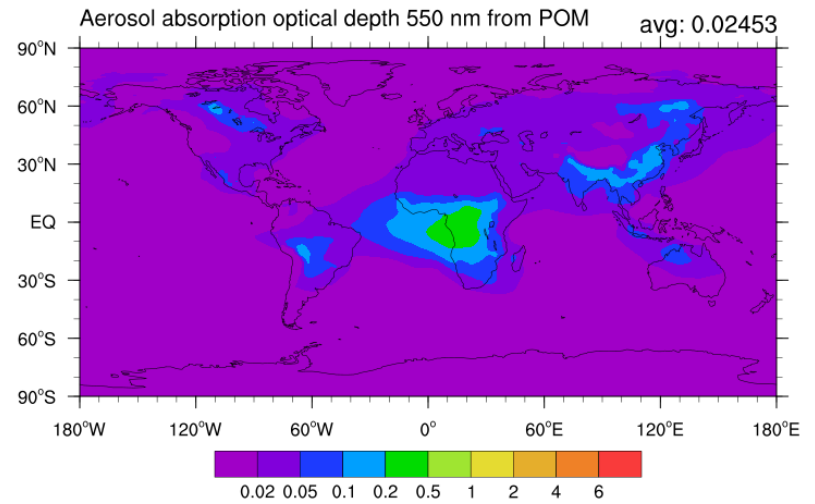 Aerosol absorption optical depth 550 nm from POM
avg: 0.02453
90°N
60°N
30°N
EQ
30°S
60°S
90°S
180°W 120°W 60°W 0° 60°E 120°E 180°E
0.02 0.05 0.1 0.2 0.5 1 2 4 6